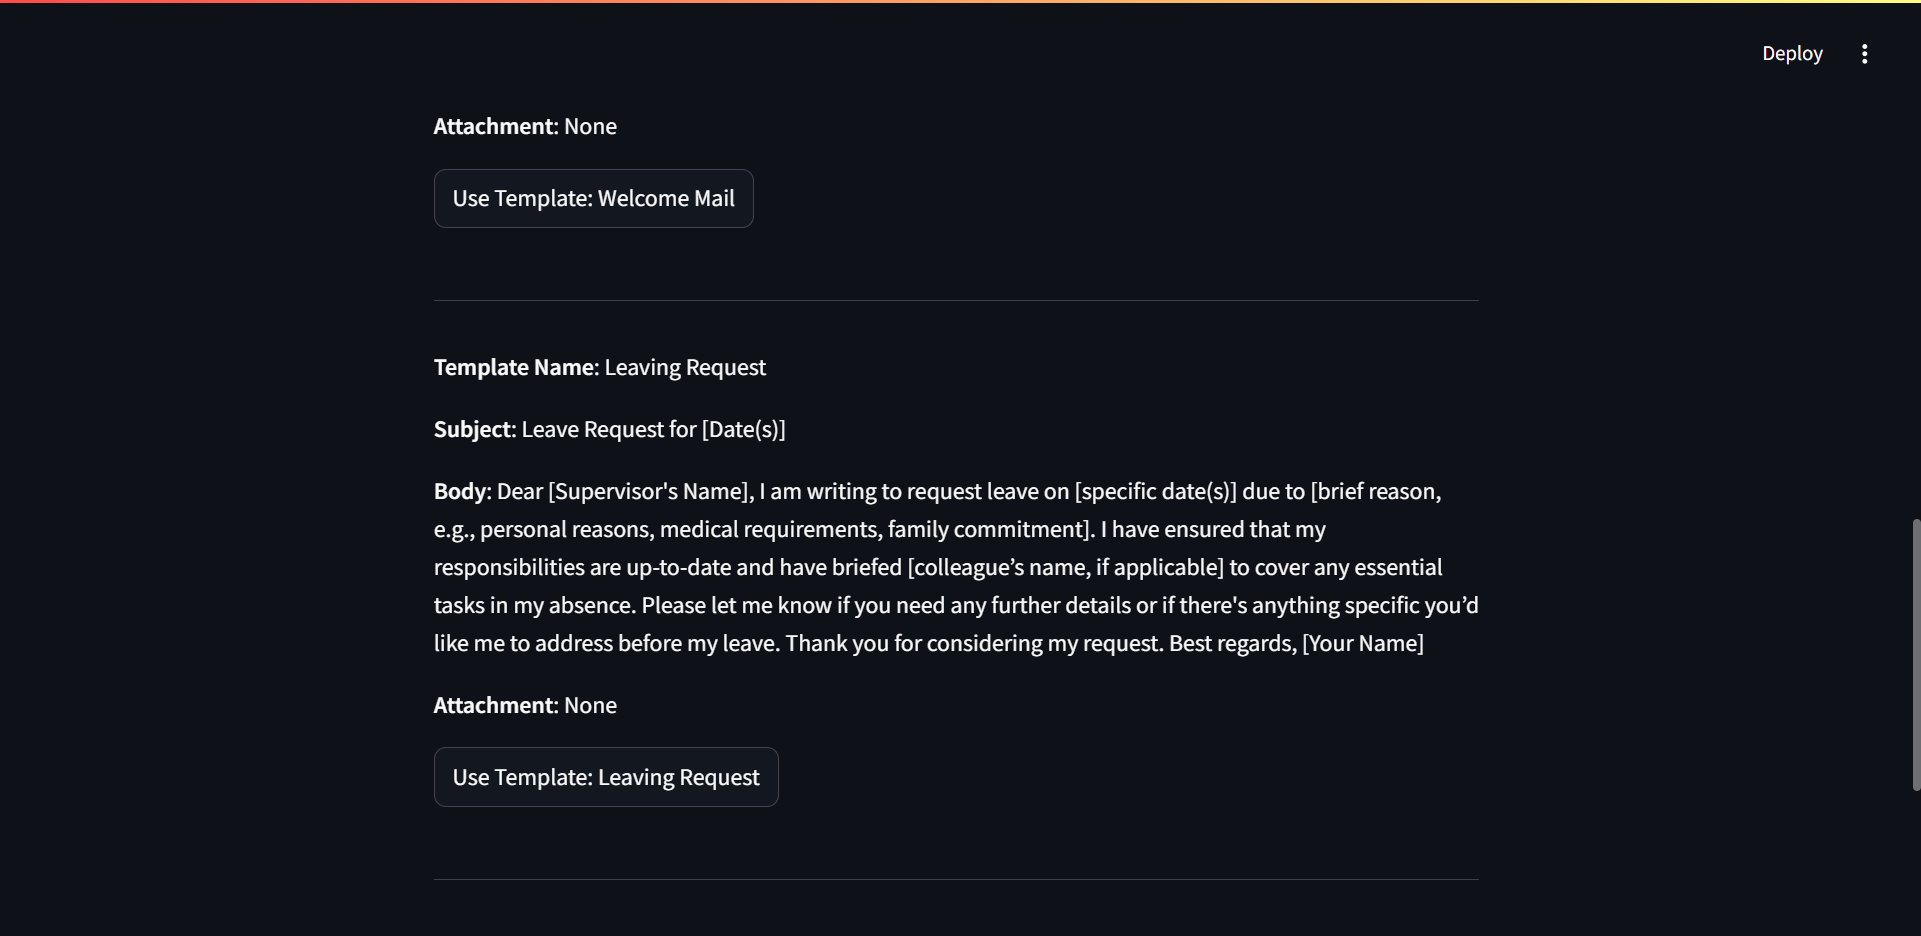 Deploy
Attachment: None
Use Template: Welcome Mail
Template Name: Leaving Request
Subject: Leave Request for [Date(s)]
Body: Dear [Supervisor's Name], I am writing to request leave on [specific date(s)] due to [brief reason,
e.g., personal reasons, medical requirements, family commitment]. I have ensured that my
responsibilities are up-to-date and have briefed [colleague’s name, if applicable] to cover any essential
tasks in my absence. Please let me know if you need any further details or if there's anything specific you’d
like me to address before my leave. Thank you for considering my request. Best regards, [Your Name]
Attachment: None
Use Template: Leaving Request